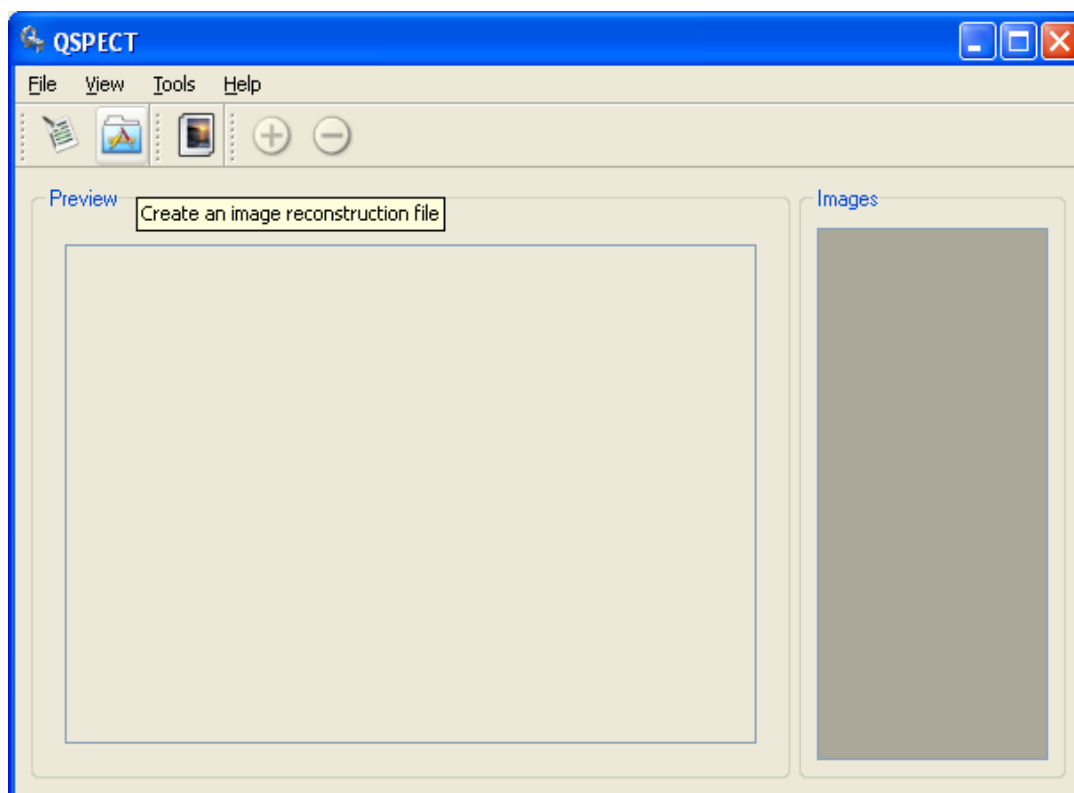 QSPECT
File View Tools Help
Preview
Create an image reconstruction file
Images